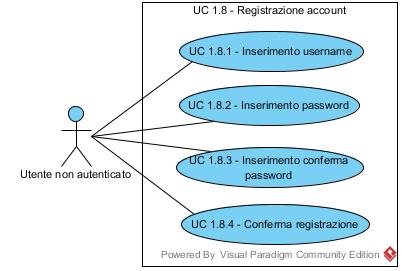 UC 1.8 - Registrazione account
UC 1.8.1 - Inserimento username
UC 1.8.2 - Inserimento password
UC 1.8.3 - Inserimento conferma
password
UC 1.8.4 - Conferma registrazione
Utente non autenticato
Powered By Visual Paradigm Community Edition